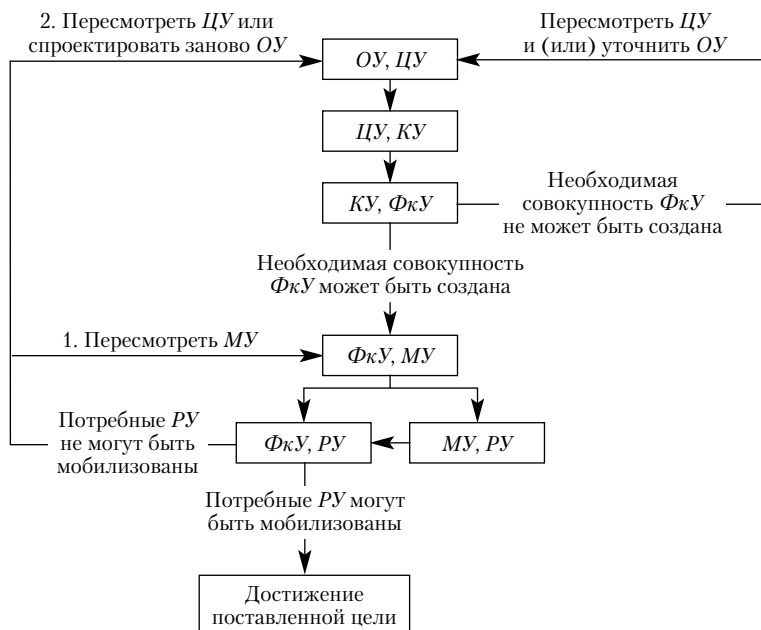 2. Пересмотреть ЦУ или
спроектировать заново ОУ
Пересмотреть ЦУ
и (или) уточнить ОУ
ОУ, ЦУ
ЦУ, КУ
КУ, ФкУ
Необходимая
совокупность ФкУ
не может быть создана
Необходимая совокупность
ФкУ может быть создана
1. Пересмотреть МУ
ФкУ, МУ
Потребные РУ
не могут быть
мобилизованы
ФкУ, РУ
МУ, РУ
Потребные РУ могут
быть мобилизованы
Достижение
поставленной цели